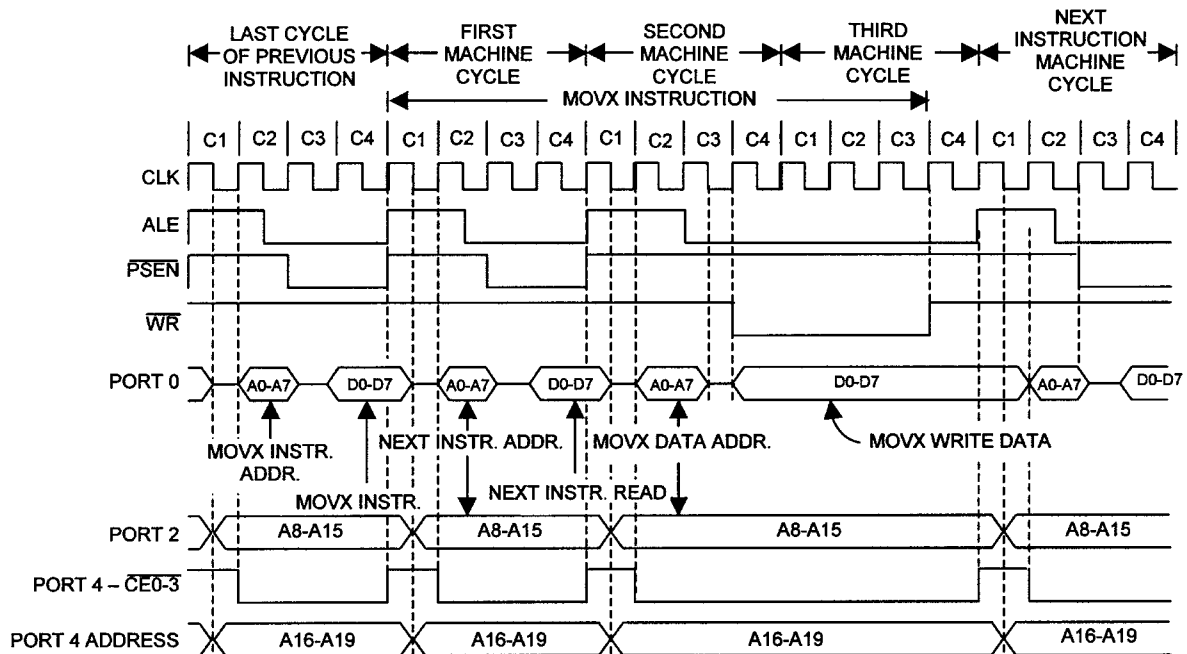 LAST CYCLE
OF PREVIOUS
INSTRUCTION
FIRST
MACHINE
CYCLE
SECOND
MACHINE
CYCLE
THIRD
MACHINE
CYCLE
NEXT
INSTRUCTION
MACHINE
CYCLE
MOVX INSTRUCTION
C1 C2 C3 C4 C1 C2 C3 C4 C1 C2 C3 C4 C1 C2 C3 C4 C1 C2 C3 C4
CLK
ALE
PSEN
WR
PORT 0 A0-A7 D0-D7 A0-A7 D0-D7 A0-A7 D0-D7 A0-A7 D0-D7
MOVX INSTR.
ADDR.
MOVX INSTR.
NEXT INSTR. ADDR.
NEXT INSTR. READ
MOVX DATA ADDR.
MOVX WRITE DATA
PORT 2 A8-A15 A8-A15 A8-A15 A8-A15
PORT 4 – CE0-3
PORT 4 ADDRESS A16-A19 A16-A19 A16-A19 A16-A19